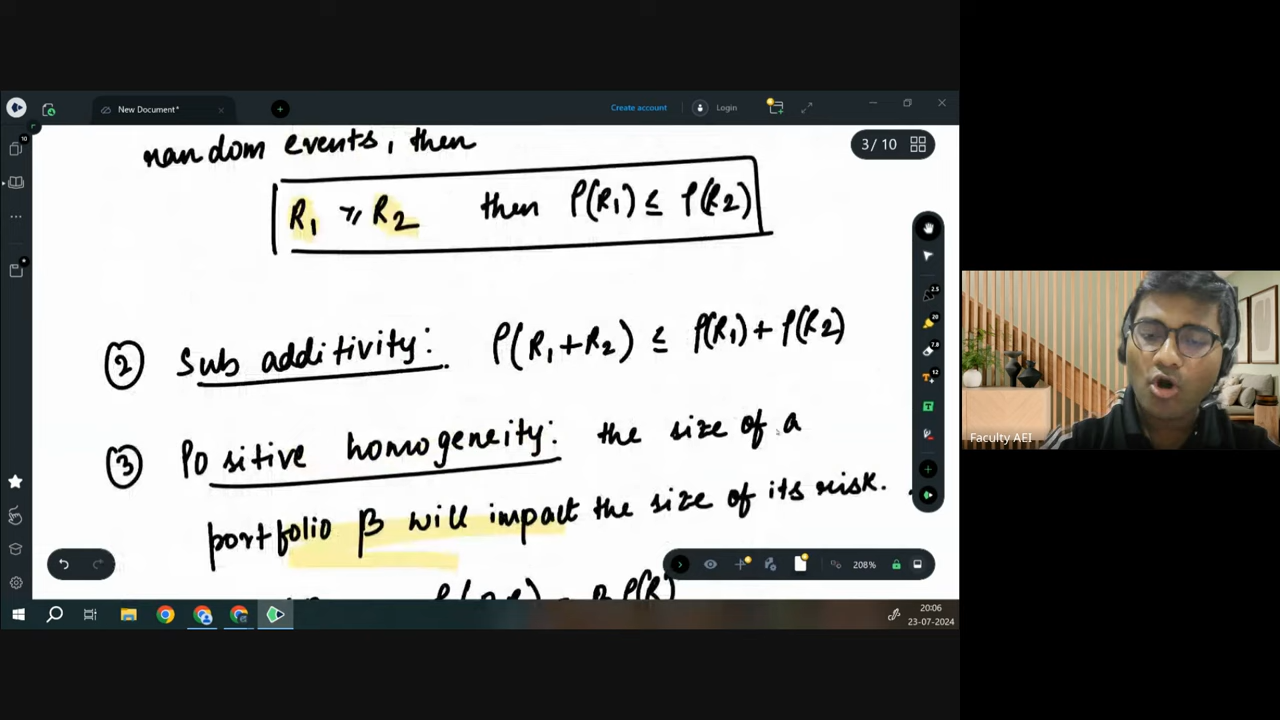 New Document*
Create account
Login
random events, then
3 / 10
R₁ ≥ R₂ then ρ(R₁) ≤ ρ(R₂)
② Sub additivity: ρ(R₁+R₂) ≤ ρ(R₁) + ρ(R₂)
③ Positive homogeneity: the size of a
portfolio β will impact the size of its risk.
208%
Faculty AEI
20:06
23-07-2024